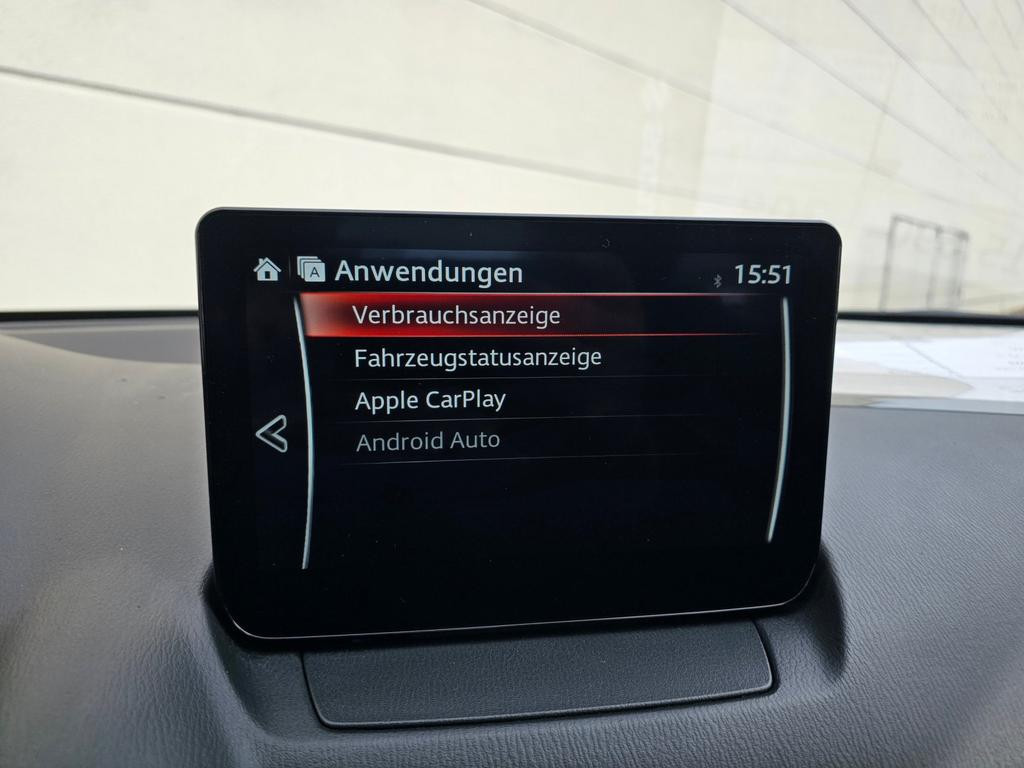 A Anwendungen 15:51
Verbrauchsanzeige
Fahrzeugstatusanzeige
Apple CarPlay
Android Auto